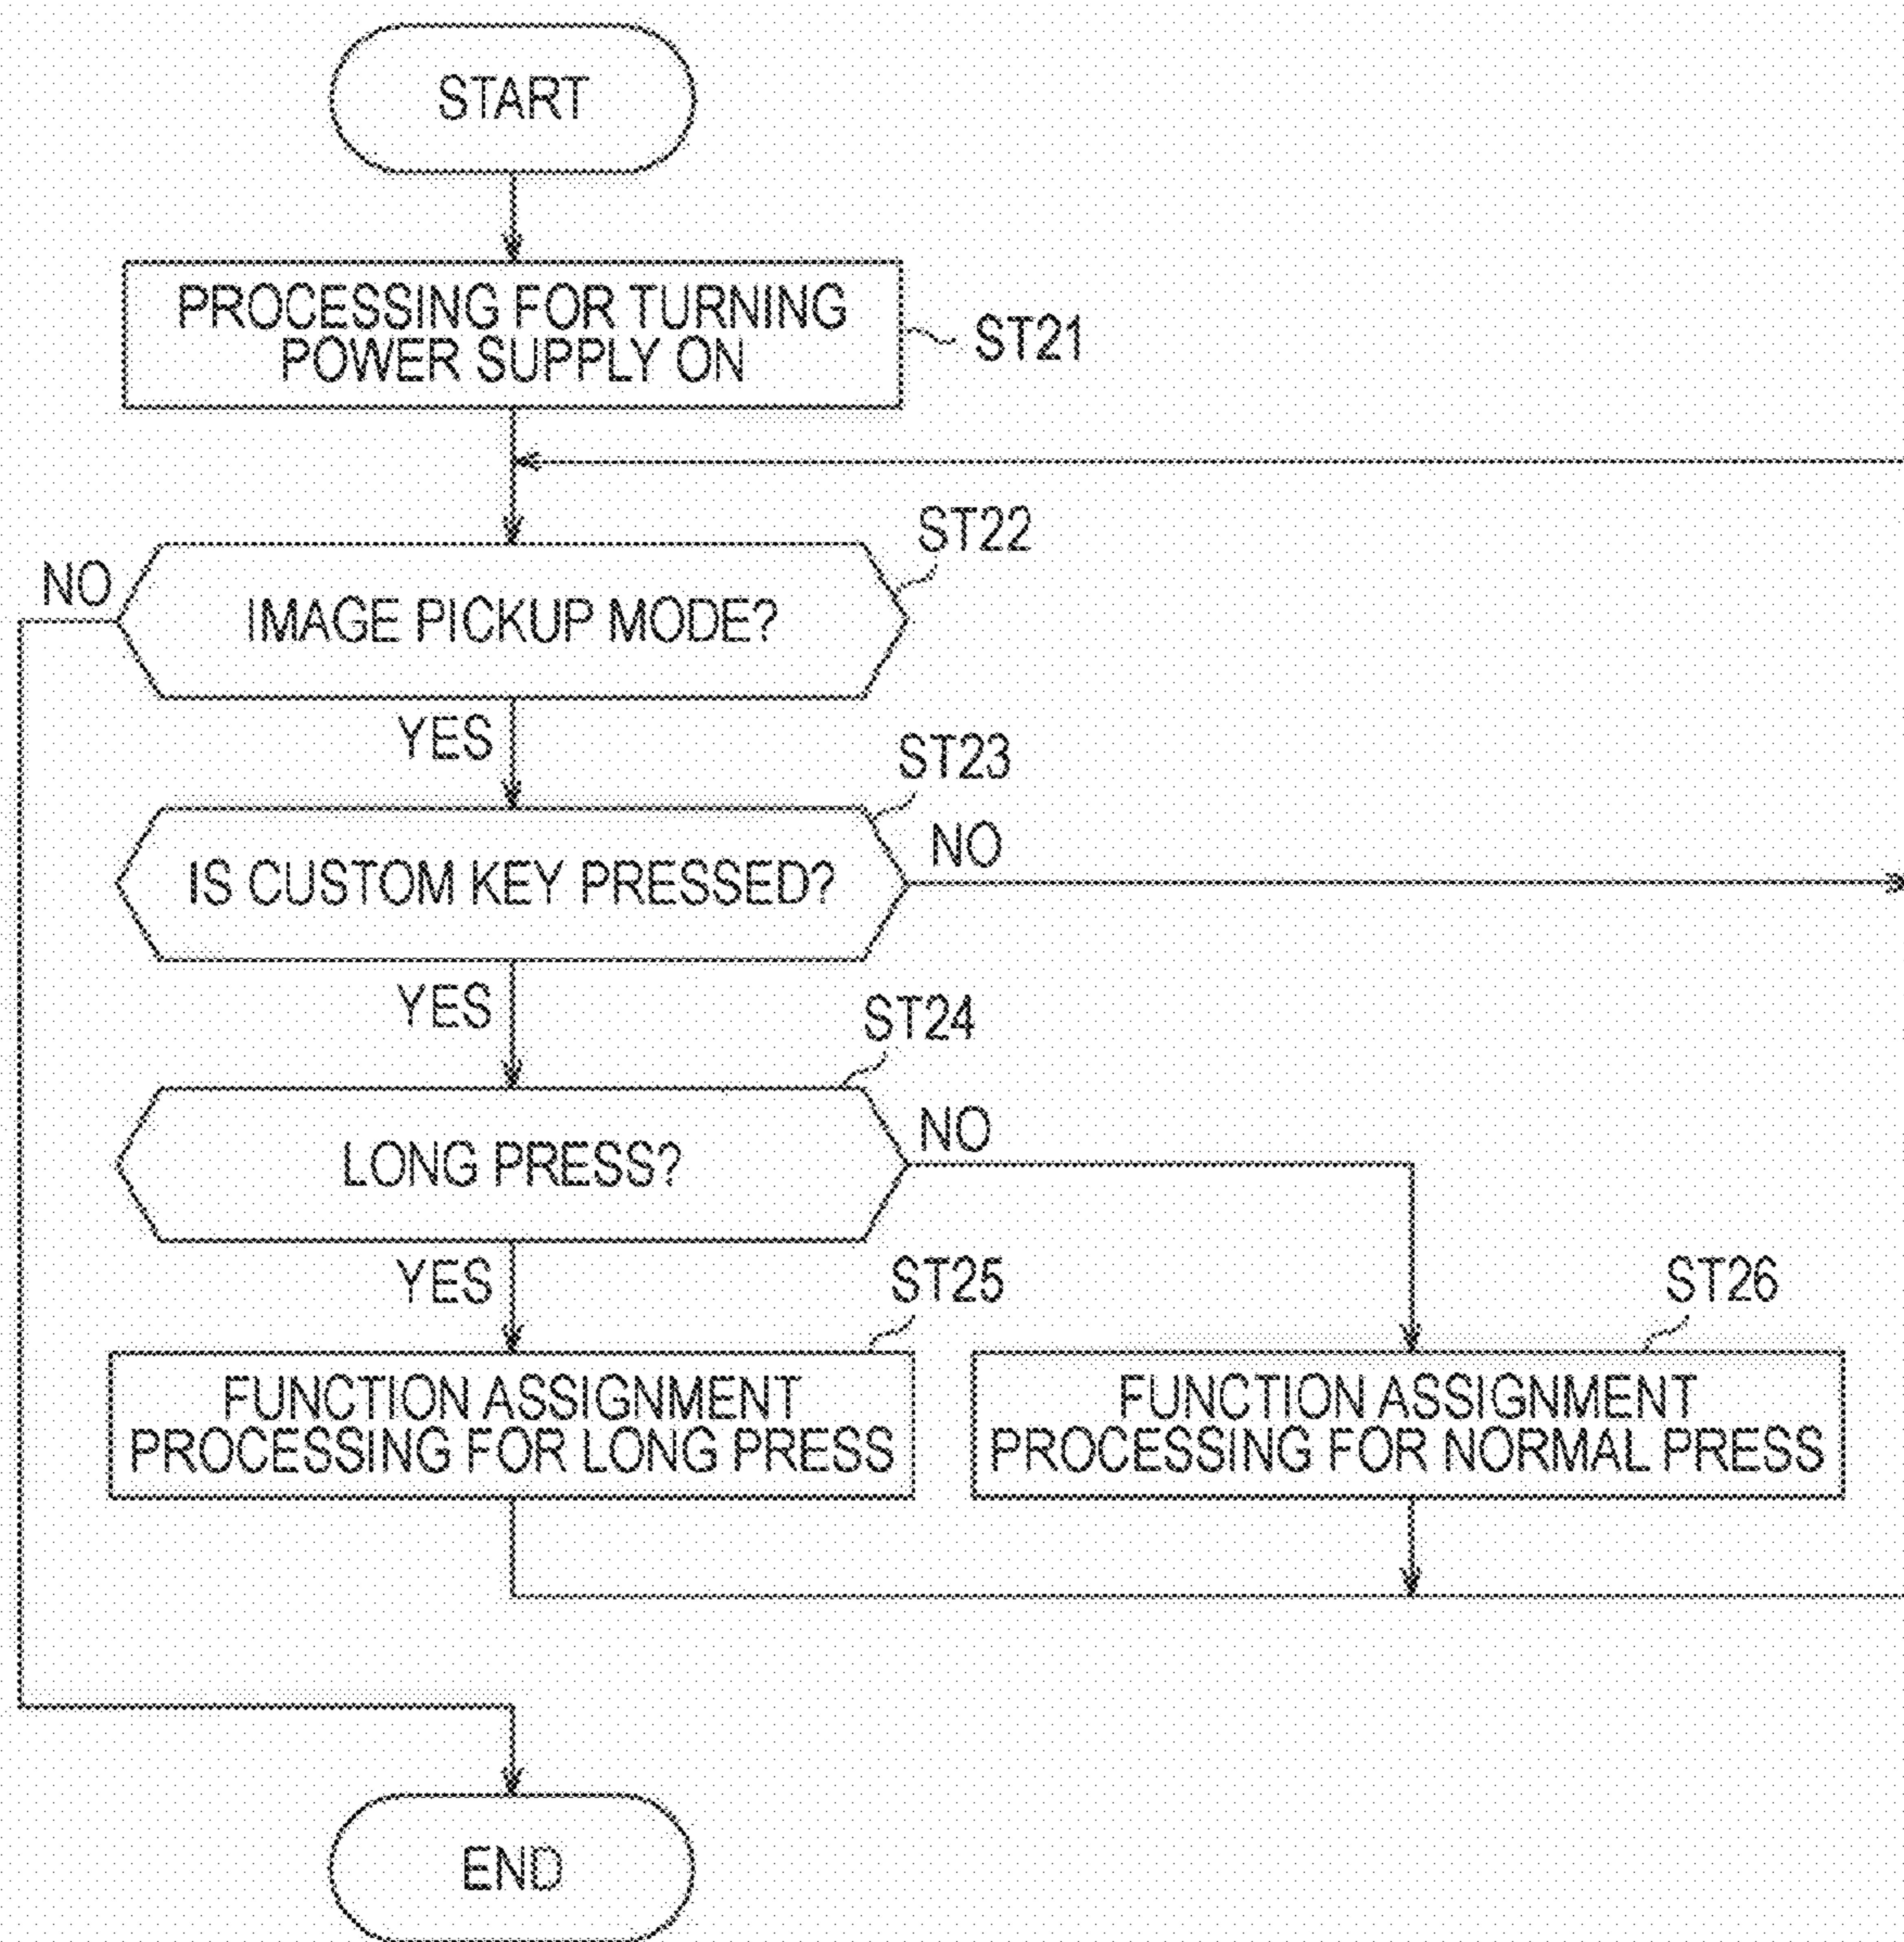 START
PROCESSING FOR TURNING
POWER SUPPLY ON
ST21
ST22
NO
IMAGE PICKUP MODE?
YES
ST23
NO
IS CUSTOM KEY PRESSED?
YES
ST24
NO
LONG PRESS?
YES
ST25
ST26
FUNCTION ASSIGNMENT
PROCESSING FOR LONG PRESS
FUNCTION ASSIGNMENT
PROCESSING FOR NORMAL PRESS
END